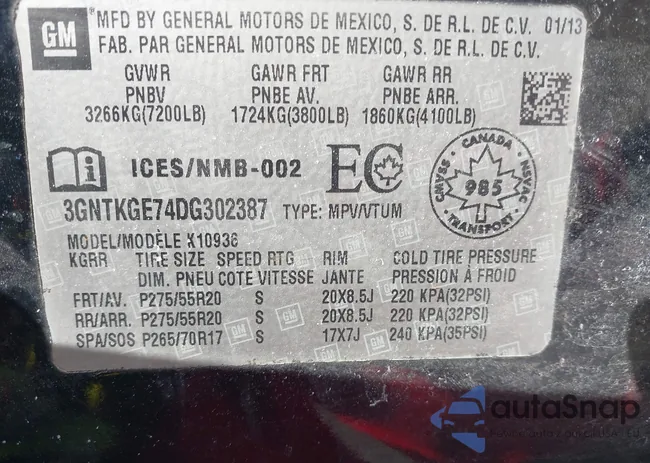 GM
MFD BY GENERAL MOTORS DE MEXICO, S. DE R.L. DE C.V. 01/13
FAB. PAR GENERAL MOTORS DE MEXICO, S. DE R.L. DE C.V.
GVWR GAWR FRT GAWR RR
PNBV PNBE AV. PNBE ARR.
3266KG(7200LB) 1724KG(3800LB) 1860KG(4100LB)
ICES/NMB-002 EC
CANADA
CMVSS 985 NSVAC
TRANSPORT
3GNTKGE74DG302387 TYPE: MPV/VTUM
MODEL/MODÈLE K10936
KGRR TIRE SIZE SPEED RTG RIM COLD TIRE PRESSURE
DIM. PNEU COTE VITESSE JANTE PRESSION À FROID
FRT/AV. P275/55R20 S 20X8.5J 220 KPA(32PSI)
RR/ARR. P275/55R20 S 20X8.5J 220 KPA(32PSI)
SPA/SOS P265/70R17 S 17X7J 240 KPA(35PSI)
autaSnap